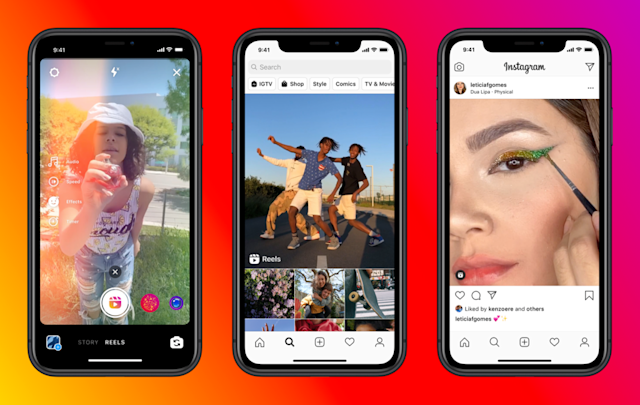 9:41
Audio
Speed
Effects
Timer
STORY REELS
9:41
Search
IGTV Shop Style Comics TV & Movie
Reels
9:41
Instagram
leticiafgomes
Dua Lipa · Physical
Liked by kenzoere and others
leticiafgomes 💕 ✨